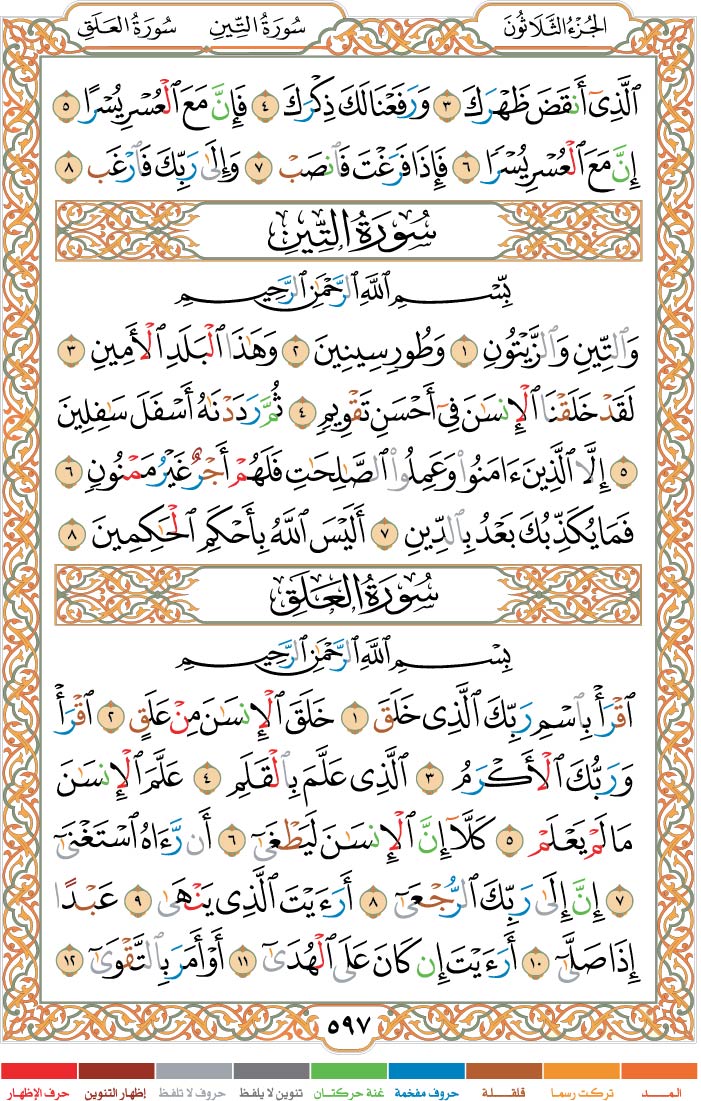 الجُزْءُ الثَّلَاثُونَ سُورَةُ التِّينِ سُورَةُ العَلَقِ
ٱلَّذِىٓ أَنقَضَ ظَهْرَكَ ٣ وَرَفَعْنَا لَكَ ذِكْرَكَ ٤ فَإِنَّ مَعَ ٱلْعُسْرِ يُسْرًا ٥
إِنَّ مَعَ ٱلْعُسْرِ يُسْرًا ٦ فَإِذَا فَرَغْتَ فَٱنصَبْ ٧ وَإِلَىٰ رَبِّكَ فَٱرْغَب ٨
سُورَةُ التِّينِ
بِسْمِ ٱللَّهِ ٱلرَّحْمَٰنِ ٱلرَّحِيمِ
وَٱلتِّينِ وَٱلزَّيْتُونِ ١ وَطُورِ سِينِينَ ٢ وَهَٰذَا ٱلْبَلَدِ ٱلْأَمِينِ ٣
لَقَدْ خَلَقْنَا ٱلْإِنسَٰنَ فِىٓ أَحْسَنِ تَقْوِيمٍ ٤ ثُمَّ رَدَدْنَٰهُ أَسْفَلَ سَٰفِلِينَ
٥ إِلَّا ٱلَّذِينَ ءَامَنُوا۟ وَعَمِلُوا۟ ٱلصَّٰلِحَٰتِ فَلَهُمْ أَجْرٌ غَيْرُ مَمْنُونٍ ٦
فَمَا يُكَذِّبُكَ بَعْدُ بِٱلدِّينِ ٧ أَلَيْسَ ٱللَّهُ بِأَحْكَمِ ٱلْحَٰكِمِينَ ٨
سُورَةُ العَلَقِ
بِسْمِ ٱللَّهِ ٱلرَّحْمَٰنِ ٱلرَّحِيمِ
ٱقْرَأْ بِٱسْمِ رَبِّكَ ٱلَّذِى خَلَقَ ١ خَلَقَ ٱلْإِنسَٰنَ مِنْ عَلَقٍ ٢ ٱقْرَأْ
وَرَبُّكَ ٱلْأَكْرَمُ ٣ ٱلَّذِى عَلَّمَ بِٱلْقَلَمِ ٤ عَلَّمَ ٱلْإِنسَٰنَ
مَا لَمْ يَعْلَمْ ٥ كَلَّآ إِنَّ ٱلْإِنسَٰنَ لَيَطْغَىٰٓ ٦ أَن رَّءَاهُ ٱسْتَغْنَىٰٓ
٧ إِنَّ إِلَىٰ رَبِّكَ ٱلرُّجْعَىٰٓ ٨ أَرَءَيْتَ ٱلَّذِى يَنْهَىٰ ٩ عَبْدًا
إِذَا صَلَّىٰٓ ١٠ أَرَءَيْتَ إِن كَانَ عَلَى ٱلْهُدَىٰٓ ١١ أَوْ أَمَرَ بِٱلتَّقْوَىٰٓ ١٢
٥٩٧
المـــد تركت رسما قلقـــلة حروف مفخمة غنة حركتـان تنوين لا يلفظ حروف لا تلفظ إظهار التنوين حرف الإظهار